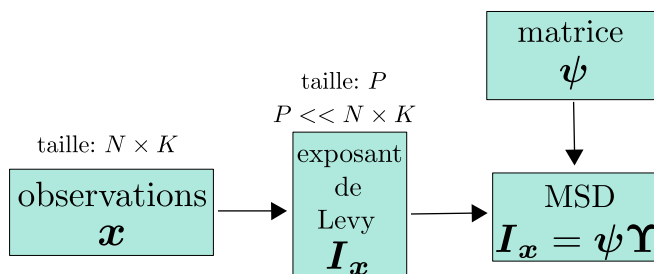 matrice
ψ
taille: P
P << N × K
taille: N × K
exposant
de
Levy
I_x
observations
x
MSD
I_x = ψΥ